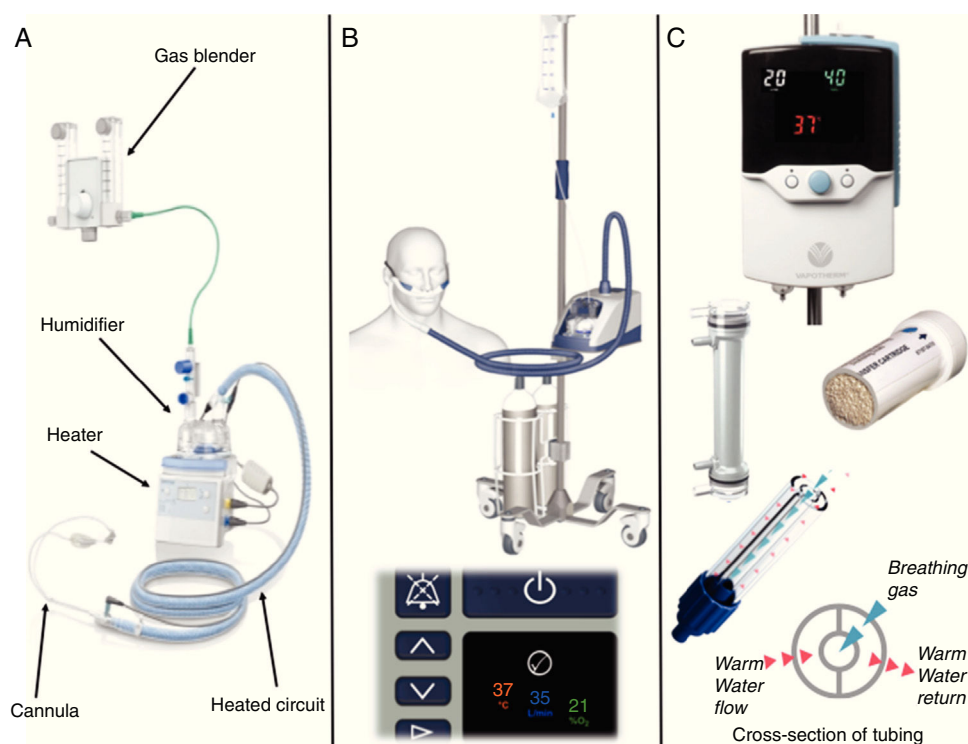 A
Gas blender
Humidifier
Heater
Cannula
Heated circuit
B
37
°C
35
L/min
21
%O₂
C
20
40
37°
VAPOTHERM
CARTRIDGE
Breathing
gas
Warm
Water
flow
Warm
Water
return
Cross-section of tubing